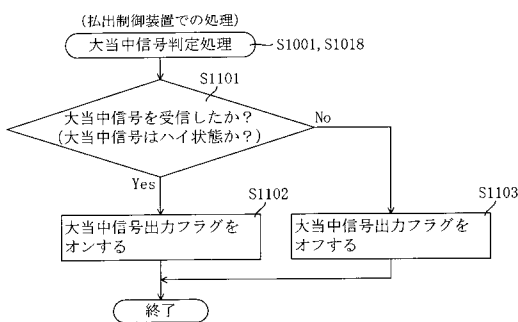 (払出制御装置での処理)
大当中信号判定処理
S1001, S1018
S1101
大当中信号を受信したか?
(大当中信号はハイ状態か?)
No
Yes
S1102
大当中信号出力フラグを
オンする
S1103
大当中信号出力フラグを
オフする
終了